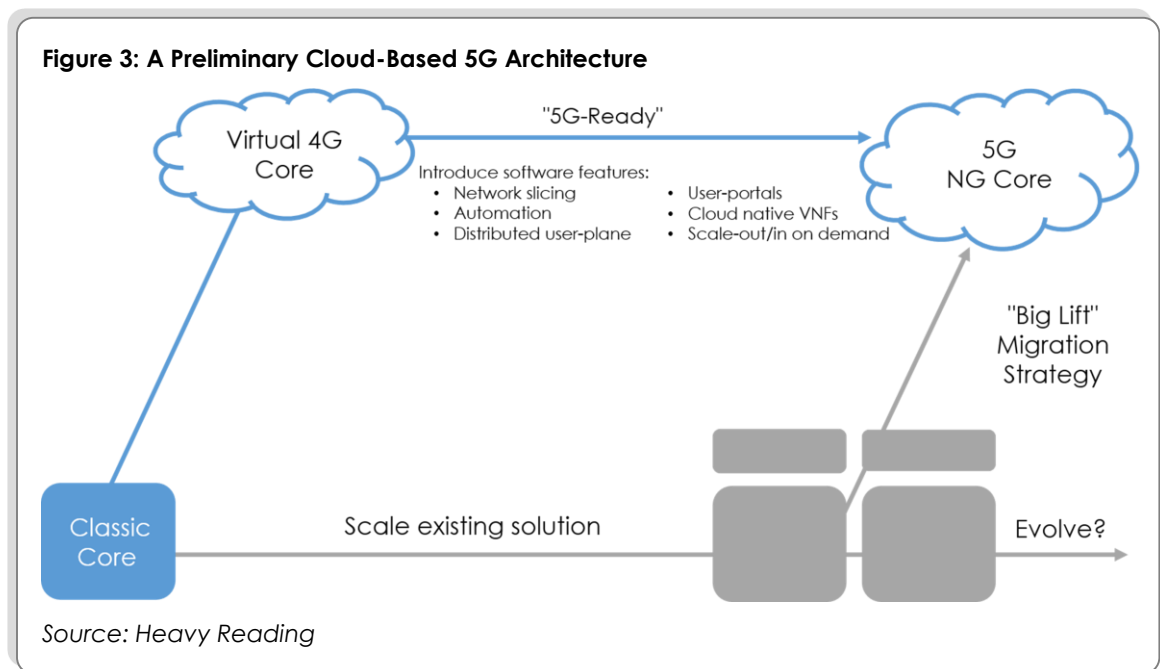 Figure 3: A Preliminary Cloud-Based 5G Architecture
Virtual 4G
Core
"5G-Ready"
5G
NG Core
Introduce software features:
• Network slicing
• Automation
• Distributed user-plane
• User-portals
• Cloud native VNFs
• Scale-out/in on demand
"Big Lift"
Migration
Strategy
Classic
Core
Scale existing solution
Evolve?
Source: Heavy Reading